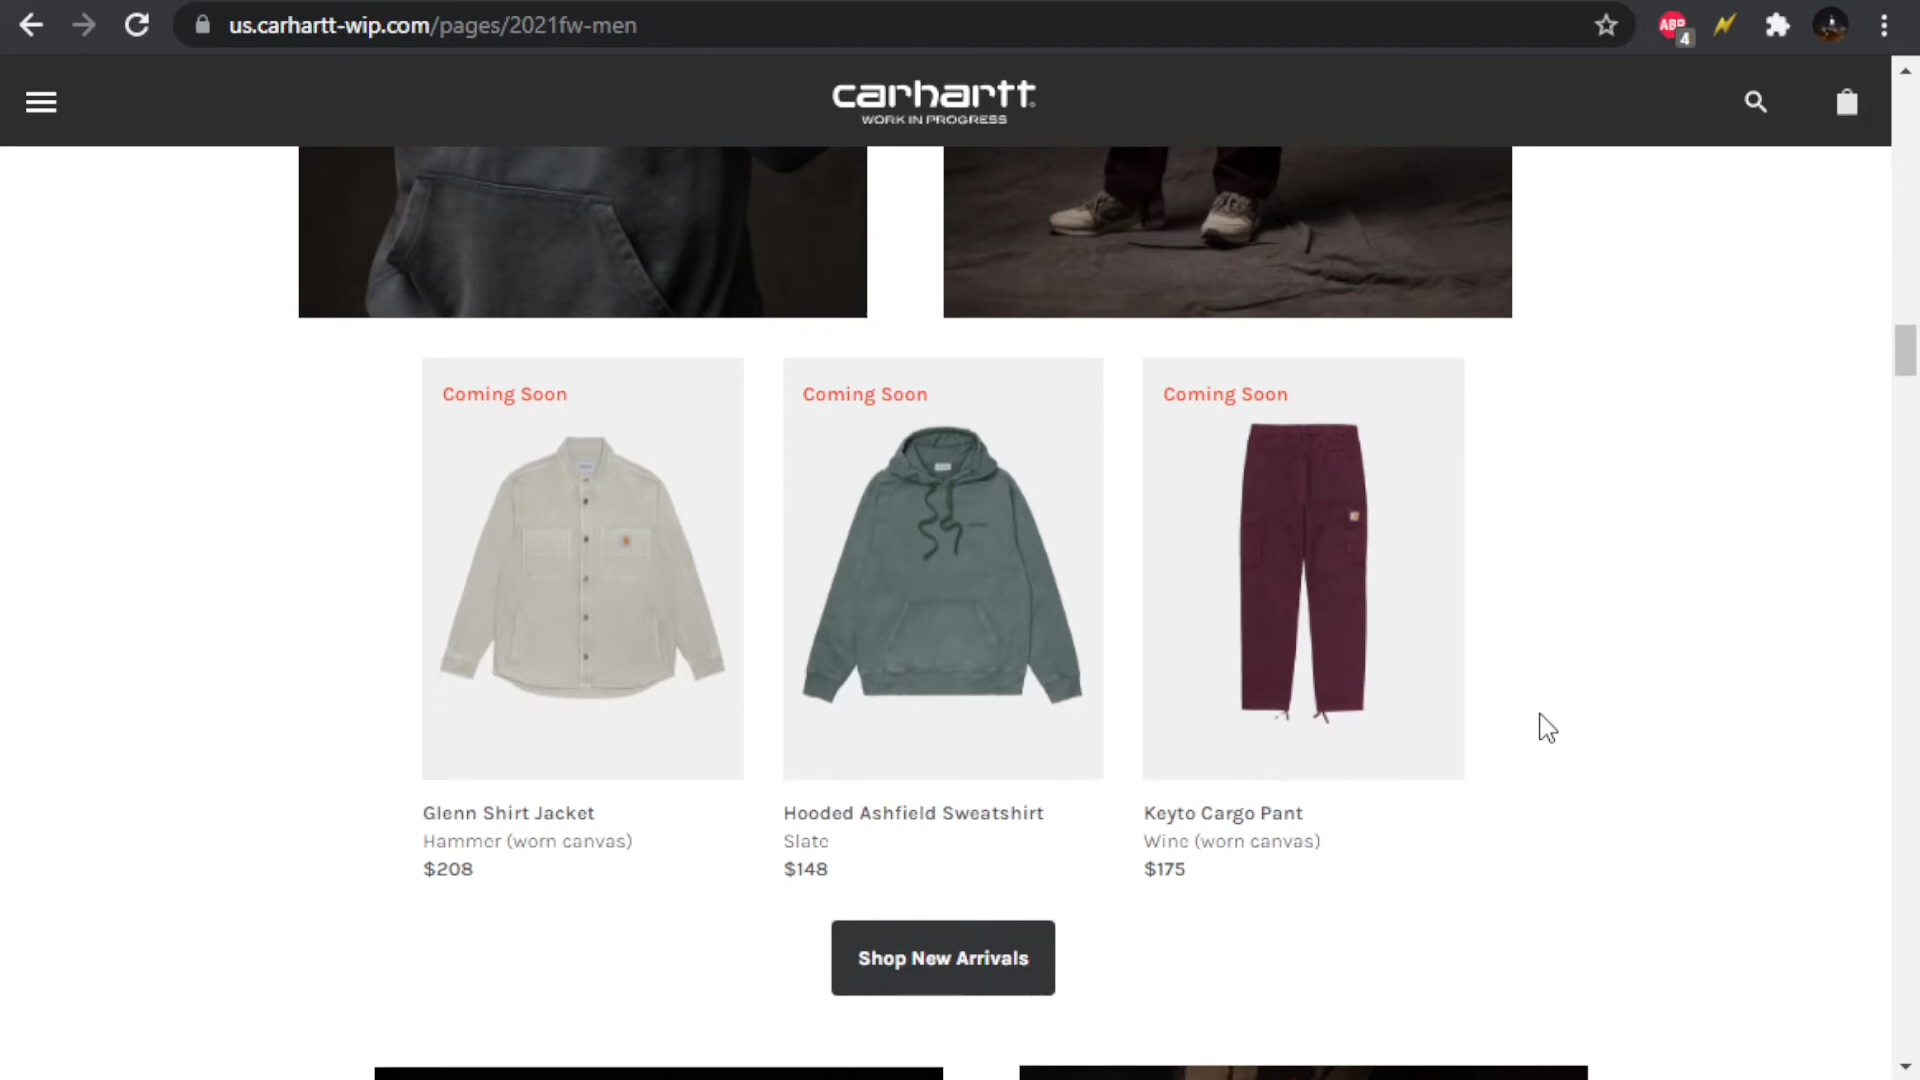 us.carhartt-wip.com/pages/2021fw-men
ABP
4
carhartt
WORK IN PROGRESS
Coming Soon
Coming Soon
Coming Soon
Glenn Shirt Jacket
Hammer (worn canvas)
$208
Hooded Ashfield Sweatshirt
Slate
$148
Keyto Cargo Pant
Wine (worn canvas)
$175
Shop New Arrivals